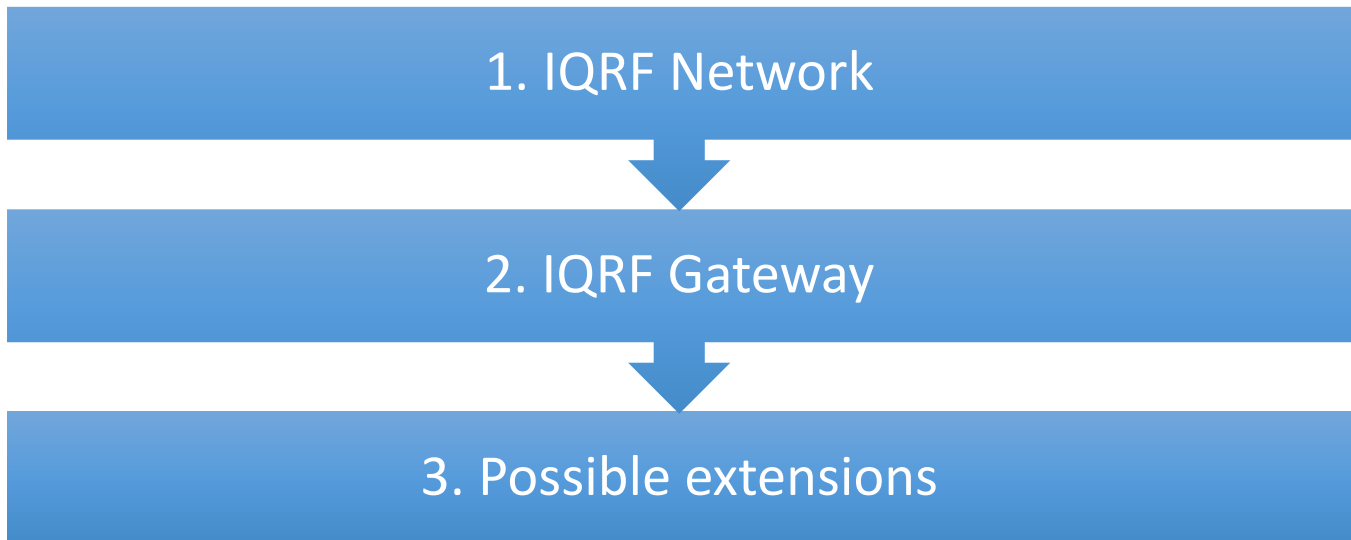 1. IQRF Network
2. IQRF Gateway
3. Possible extensions